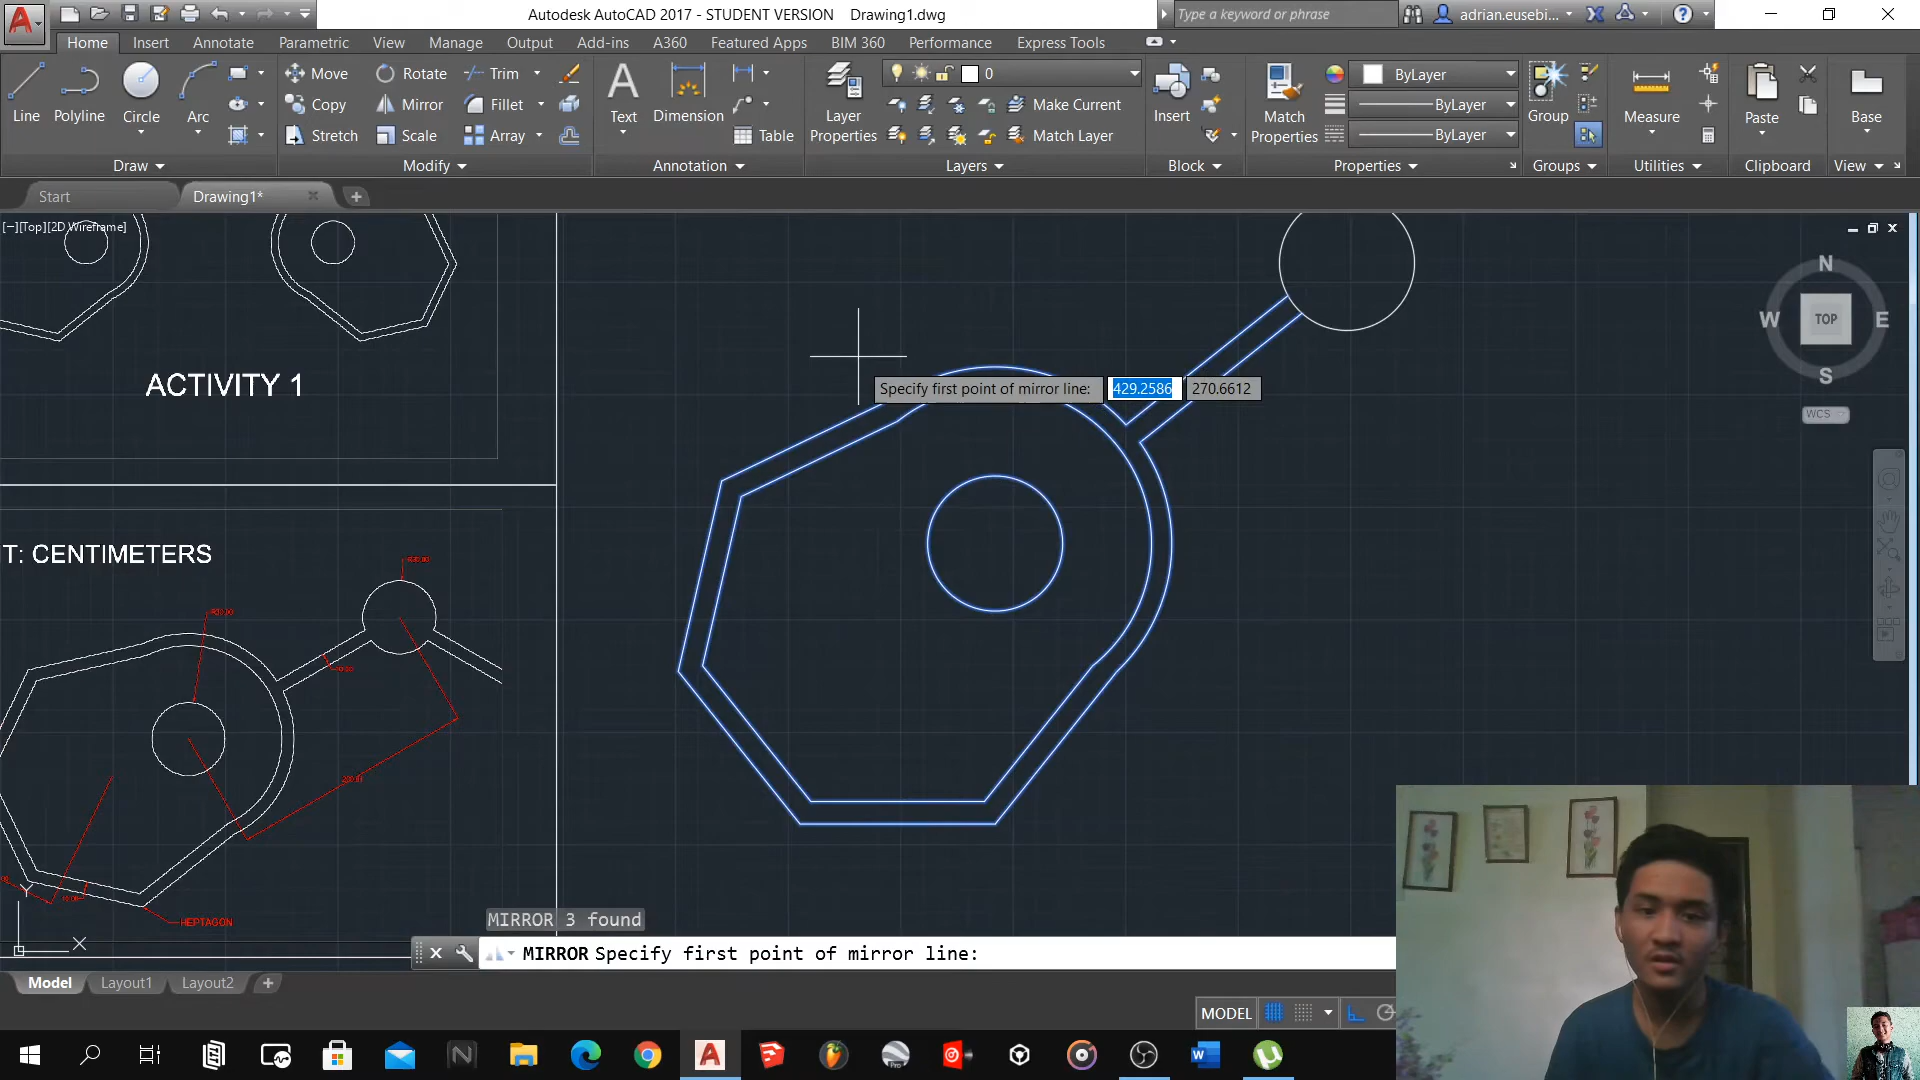 Autodesk AutoCAD 2017 - STUDENT VERSION Drawing1.dwg
Type a keyword or phrase
adrian.eusebi...
Home Insert Annotate Parametric View Manage Output Add-ins A360 Featured Apps BIM 360 Performance Express Tools
Line
Polyline
Circle
Arc
Draw
Move Rotate Trim
Copy Mirror Fillet
Stretch Scale Array
Modify
Text
Dimension
Table
Annotation
Layer
Properties
0
Make Current
Match Layer
Layers
Insert
Block
Match
Properties
ByLayer
ByLayer
ByLayer
Properties
Group
Groups
Measure
Utilities
Paste
Clipboard
Base
View
Start
Drawing1*
[−][Top][2D Wireframe]
ACTIVITY 1
T: CENTIMETERS
HEPTAGON
Y
X
N
W TOP E
S
WCS
Specify first point of mirror line: 429.2586 270.6612
MIRROR 3 found
MIRROR Specify first point of mirror line:
Model Layout1 Layout2
MODEL